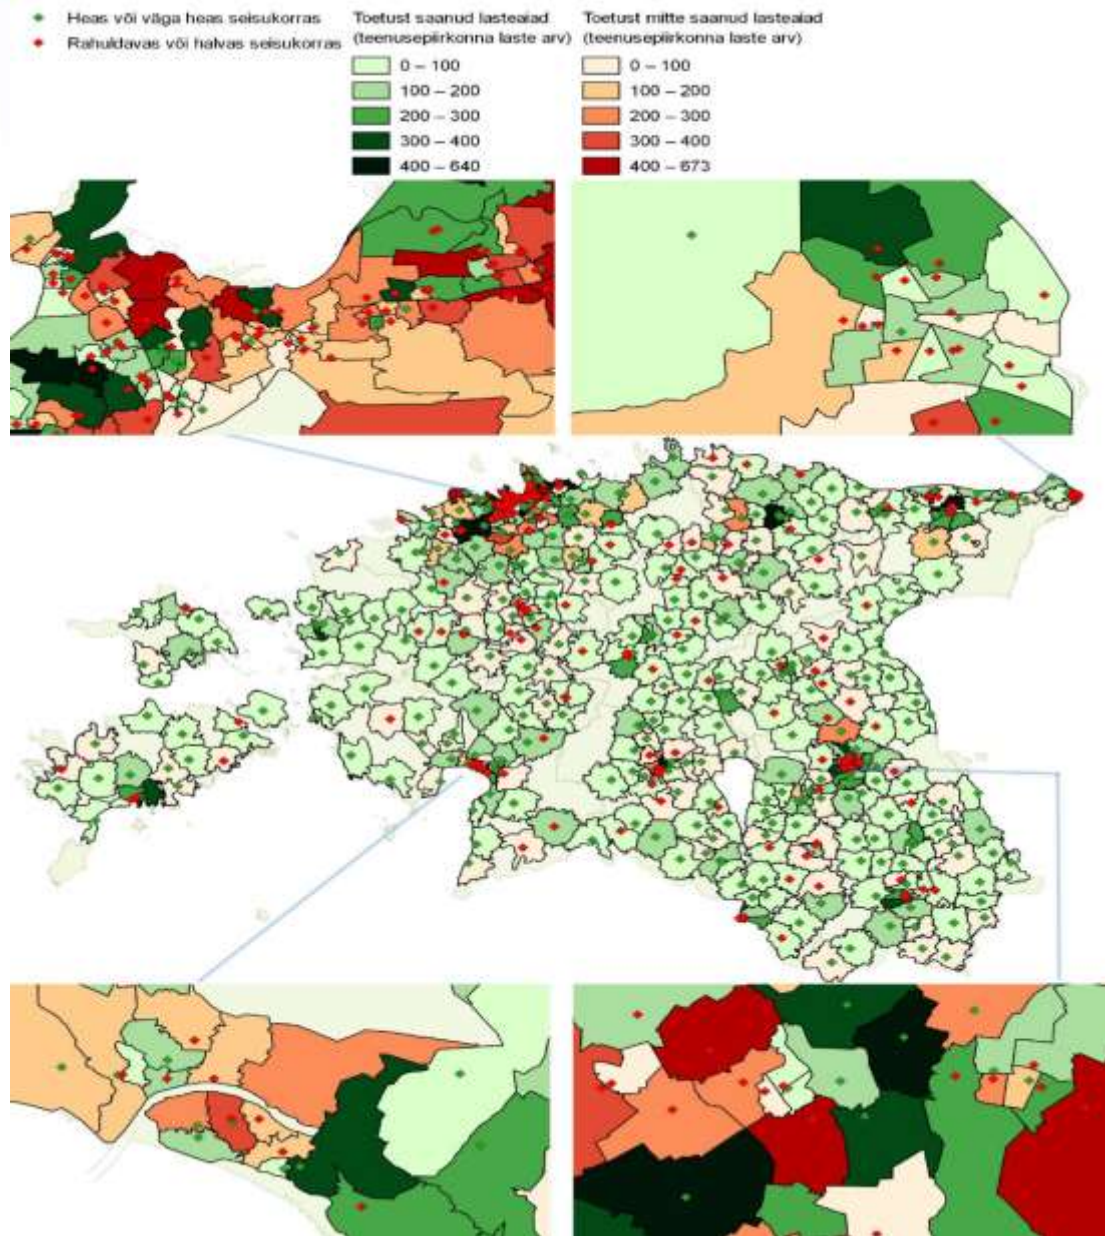 Heas või väga heas seisukorras
Rahuldavas või halvas seisukorras
Toetust saanud lasteaiad
(teenusepiirkonna laste arv)
0 – 100
100 – 200
200 – 300
300 – 400
400 – 640
Toetust mitte saanud lasteaiad
(teenusepiirkonna laste arv)
0 – 100
100 – 200
200 – 300
300 – 400
400 – 673